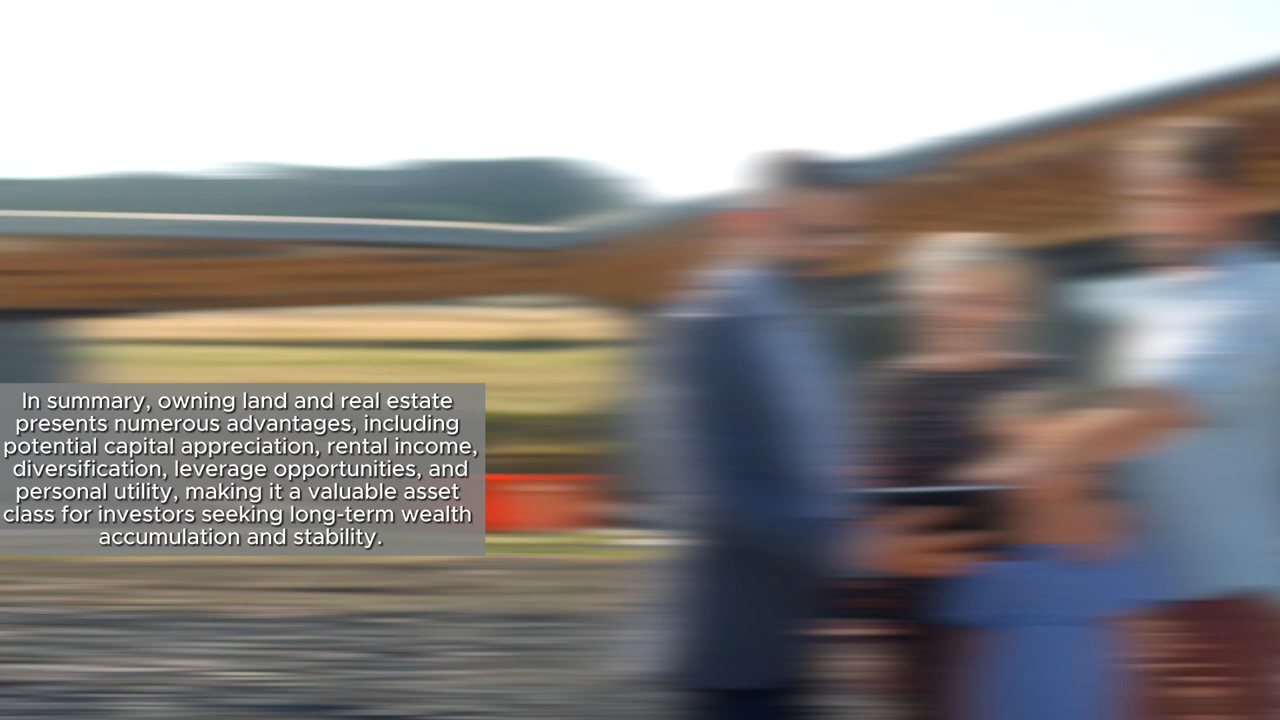 In summary, owning land and real estate
presents numerous advantages, including
potential capital appreciation, rental income,
diversification, leverage opportunities, and
personal utility, making it a valuable asset
class for investors seeking long-term wealth
accumulation and stability.